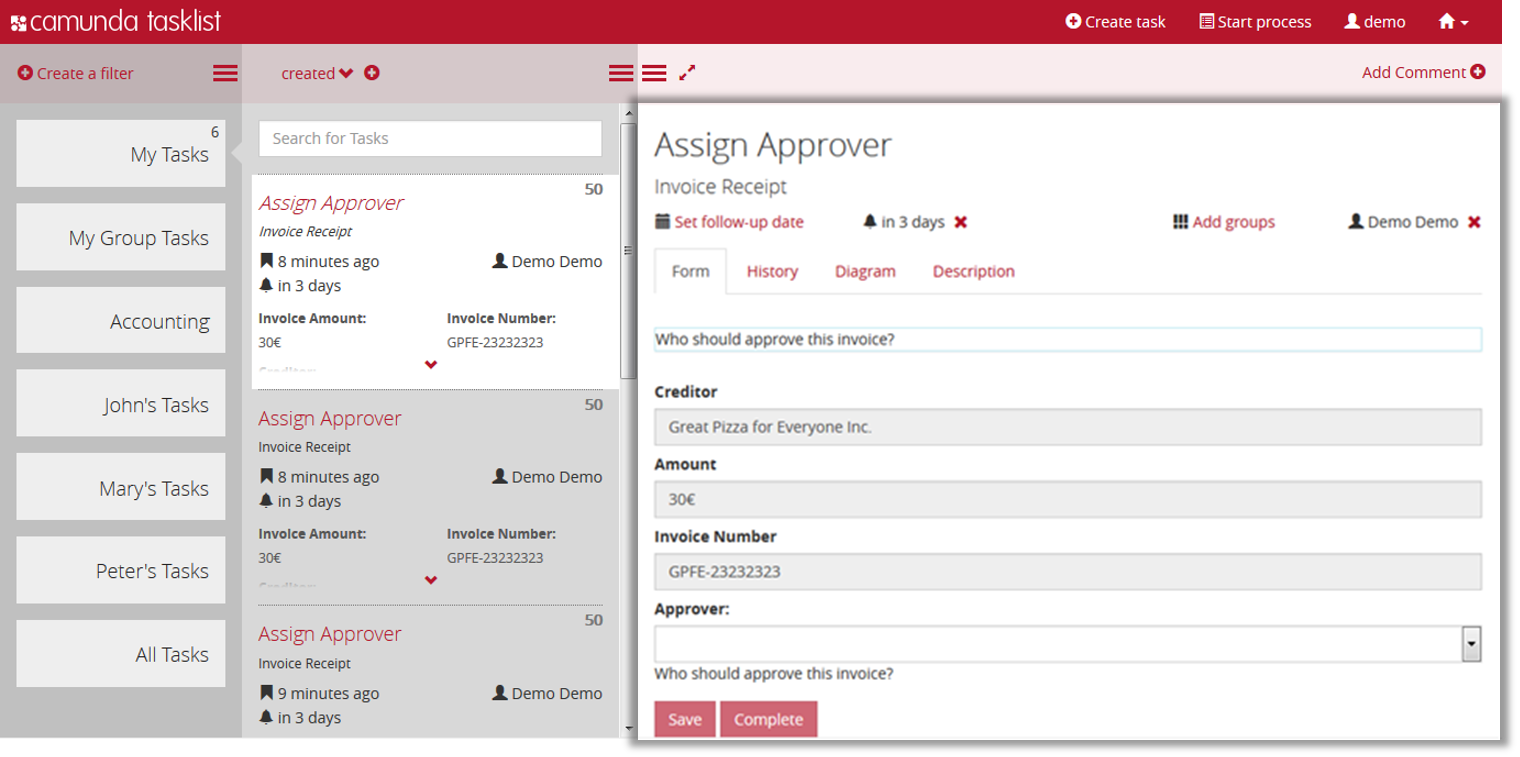 camunda tasklist
Create task
Start process
demo
Create a filter
created
Add Comment
6
My Tasks
My Group Tasks
Accounting
John's Tasks
Mary's Tasks
Peter's Tasks
All Tasks
Search for Tasks
50
Assign Approver
Invoice Receipt
8 minutes ago Demo Demo
in 3 days
Invoice Amount: Invoice Number:
30€ GPFE-23232323
50
Assign Approver
Invoice Receipt
8 minutes ago Demo Demo
in 3 days
Invoice Amount: Invoice Number:
30€ GPFE-23232323
50
Assign Approver
Invoice Receipt
9 minutes ago Demo Demo
in 3 days
Assign Approver
Invoice Receipt
Set follow-up date in 3 days Add groups Demo Demo
Form History Diagram Description
Who should approve this invoice?
Creditor
Great Pizza for Everyone Inc.
Amount
30€
Invoice Number
GPFE-23232323
Approver:
Who should approve this invoice?
Save Complete